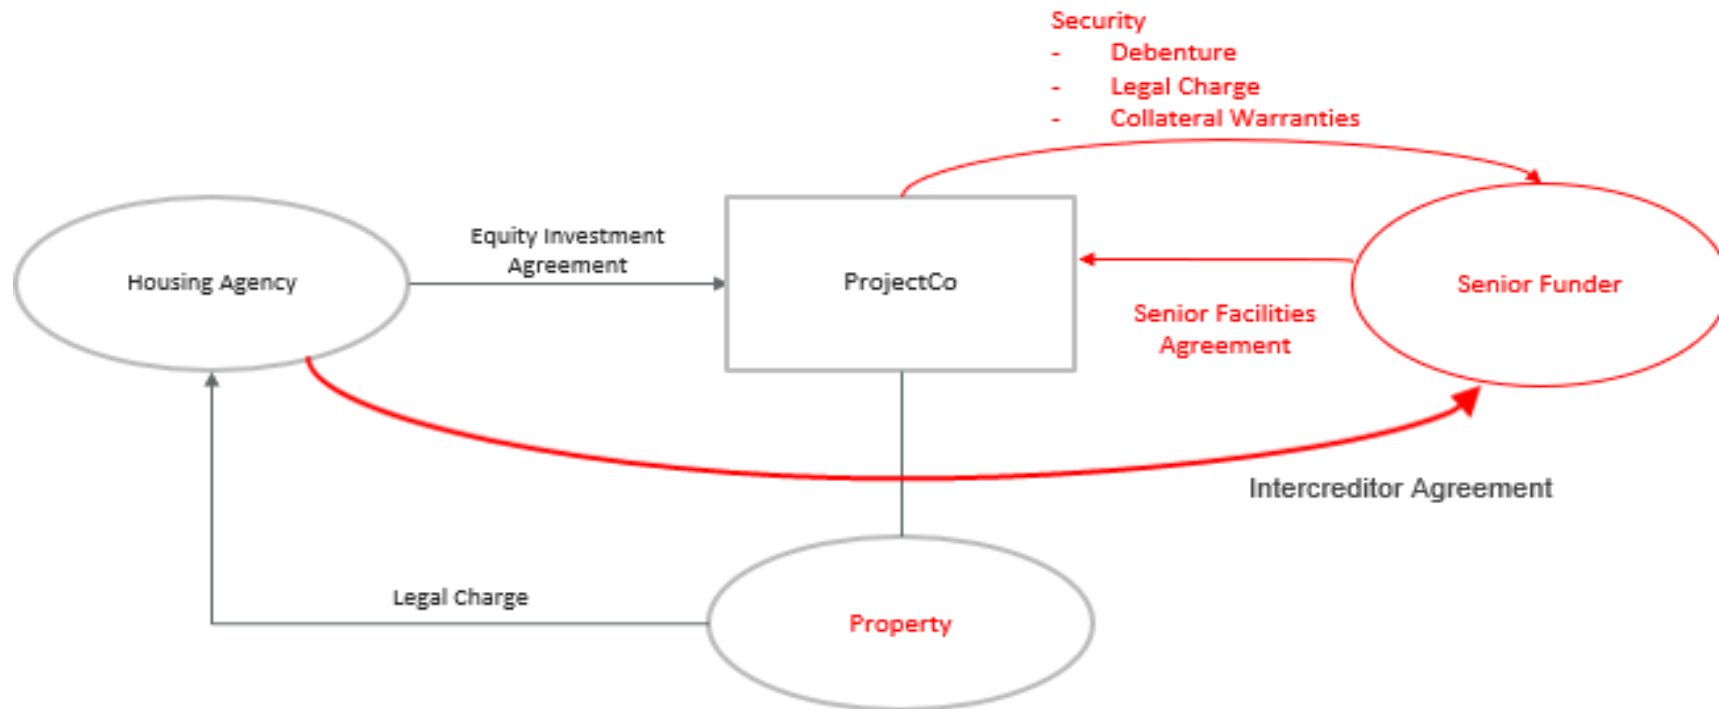 Security
- Debenture
- Legal Charge
- Collateral Warranties
Equity Investment
Agreement
Housing Agency
ProjectCo
Senior Funder
Senior Facilities
Agreement
Intercreditor Agreement
Legal Charge
Property